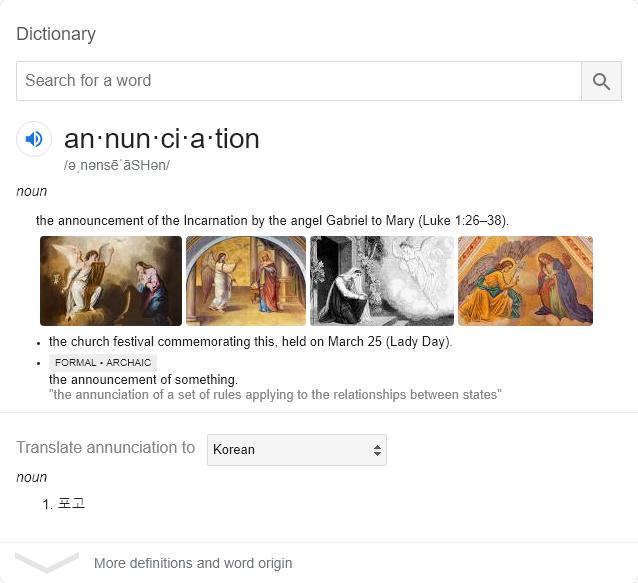 Dictionary
Search for a word
an·nun·ci·a·tion
/əˌnənsēˈāSHən/
noun
the announcement of the Incarnation by the angel Gabriel to Mary (Luke 1:26–38).
• the church festival commemorating this, held on March 25 (Lady Day).
• FORMAL • ARCHAIC
the announcement of something.
"the annunciation of a set of rules applying to the relationships between states"
Translate annunciation to Korean
noun
1. 포고
More definitions and word origin